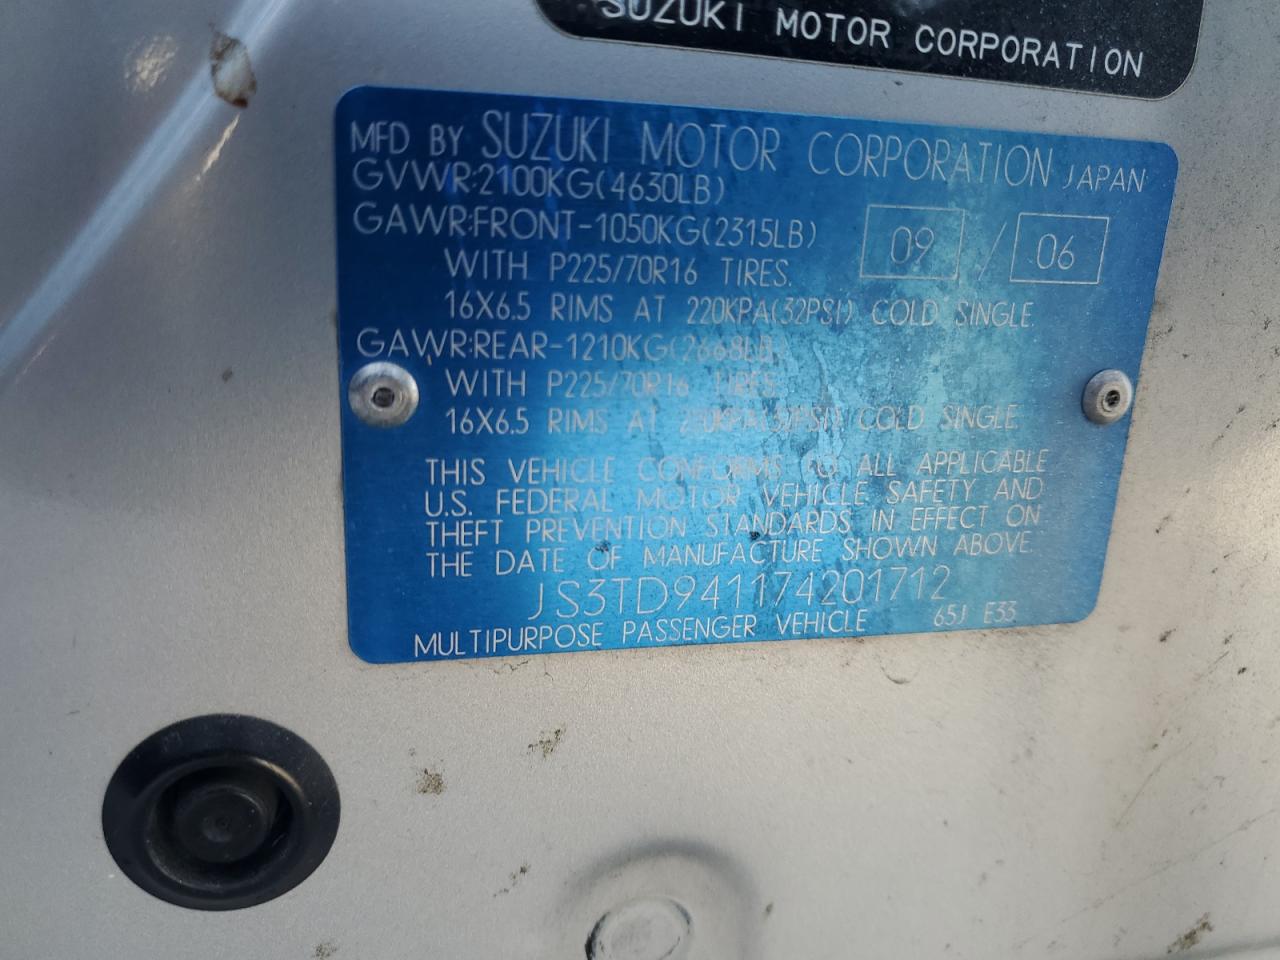 SUZUKI MOTOR CORPORATION
MFD BY SUZUKI MOTOR CORPORATION JAPAN
GVWR:2100KG(4630LB)
GAWR:FRONT-1050KG(2315LB) 09 / 06
WITH P225/70R16 TIRES.
16X6.5 RIMS AT 220KPA(32PSI) COLD SINGLE.
GAWR:REAR-1210KG(2668LB)
WITH P225/70R16 TIRES.
16X6.5 RIMS AT 220KPA(32PSI) COLD SINGLE.
THIS VEHICLE CONFORMS TO ALL APPLICABLE
U.S. FEDERAL MOTOR VEHICLE SAFETY AND
THEFT PREVENTION STANDARDS IN EFFECT ON
THE DATE OF MANUFACTURE SHOWN ABOVE.
JS3TD941174201712
MULTIPURPOSE PASSENGER VEHICLE 65J E33